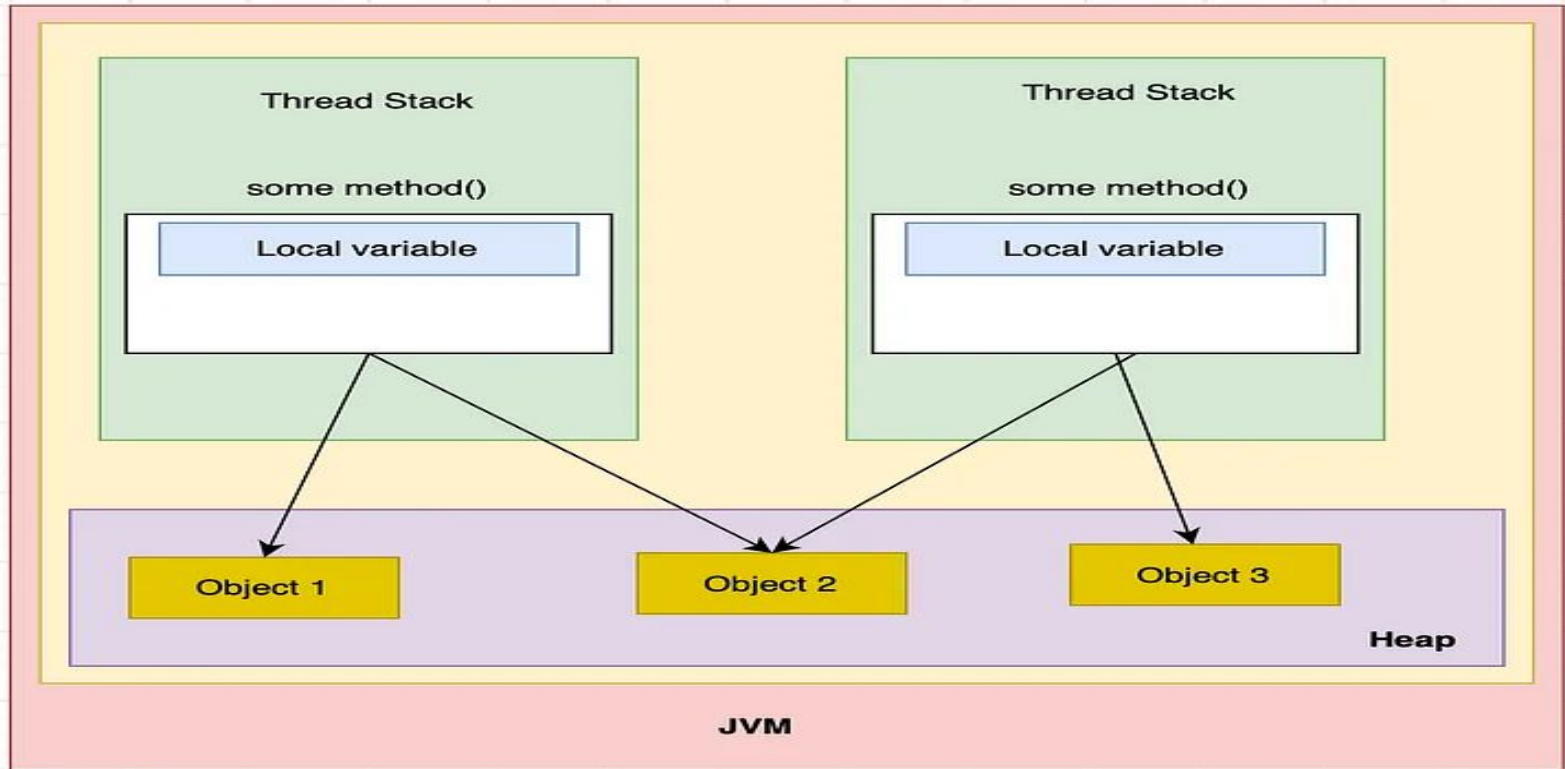 Thread Stack
some method()
Local variable
Thread Stack
some method()
Local variable
Object 1
Object 2
Object 3
Heap
JVM